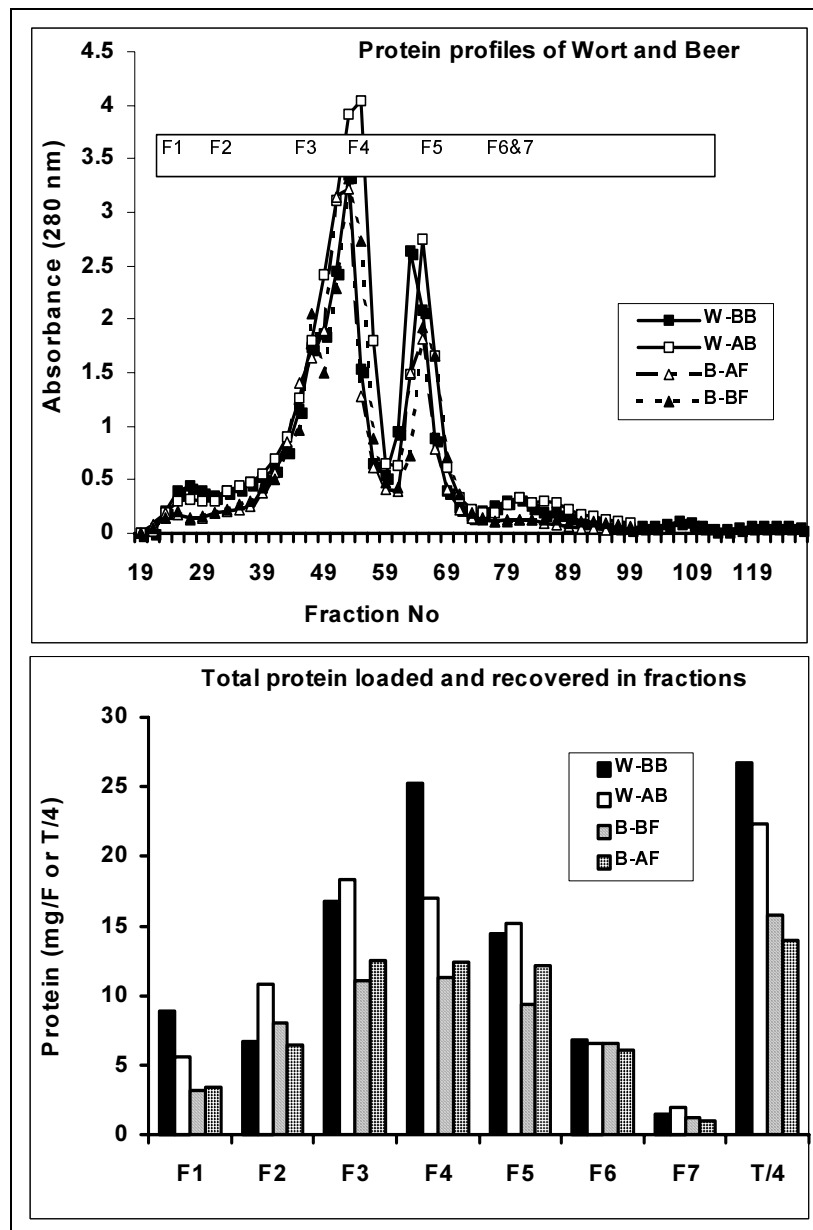 Protein profiles of Wort and Beer
4.5
4
3.5
3
2.5
2
1.5
1
0.5
0
Absorbance (280 nm)
F1 F2 F3 F4 F5 F6&7
W-BB
W-AB
B-AF
B-BF
19 29 39 49 59 69 79 89 99 109 119
Fraction No
Total protein loaded and recovered in fractions
30
25
20
15
10
5
0
Protein (mg/F or T/4)
W-BB
W-AB
B-BF
B-AF
F1 F2 F3 F4 F5 F6 F7 T/4